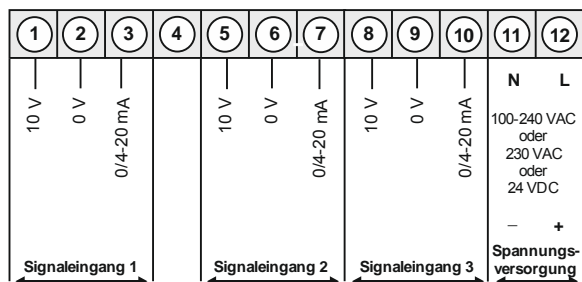 1 2 3 4 5 6 7 8 9 10 11 12
10 V
0 V
0/4-20 mA
10 V
0 V
0/4-20 mA
10 V
0 V
0/4-20 mA
N L
100-240 VAC
oder
230 VAC
oder
24 VDC
– +
Signaleingang 1
Signaleingang 2
Signaleingang 3
Spannungs-
versorgung